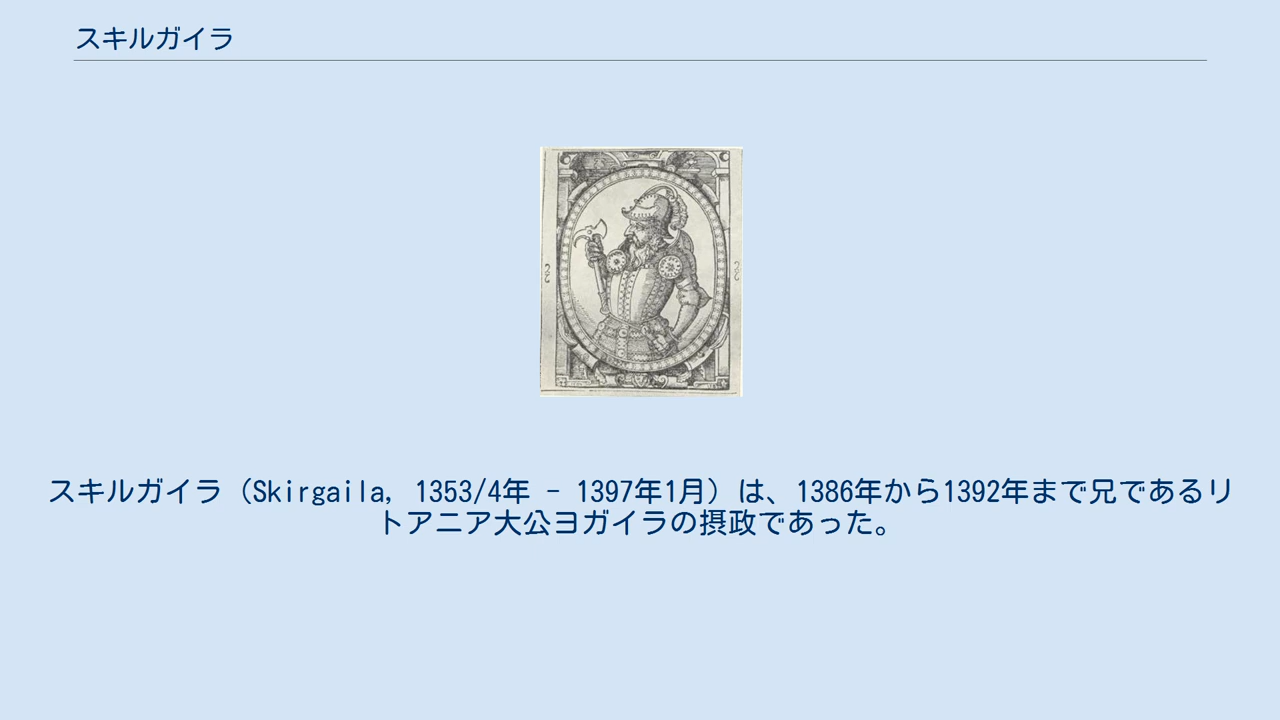 スキルガイラ
スキルガイラ（Skirgaila, 1353/4年 – 1397年1月）は、1386年から1392年まで兄であるリ
トアニア大公ヨガイラの摂政であった。